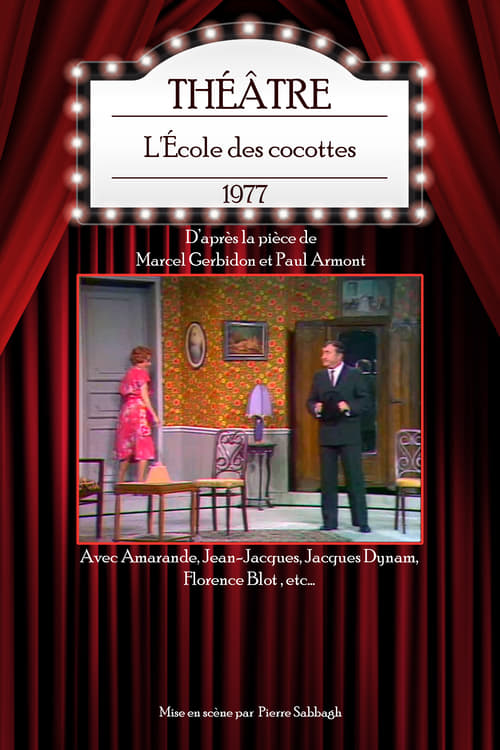 THÉÂTRE
L'École des cocottes
1977
D'après la pièce de
Marcel Gerbidon et Paul Armont
Avec Amarande, Jean-Jacques, Jacques Dynam,
Florence Blot , etc...
Mise en scène par Pierre Sabbagh